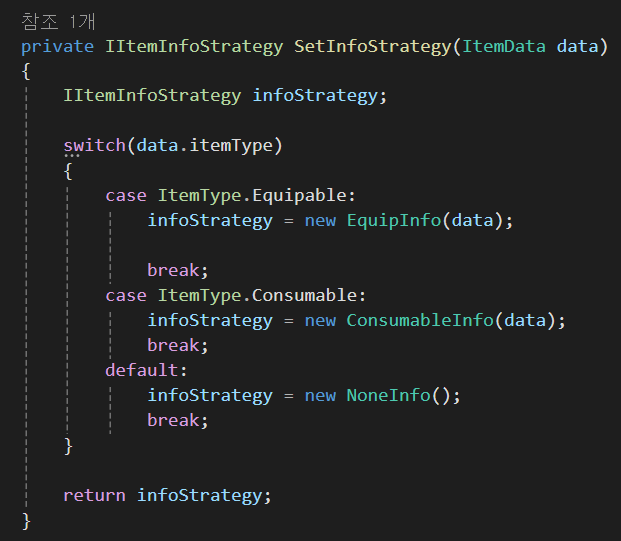 참조 1개
private IItemInfoStrategy SetInfoStrategy(ItemData data)
{
IItemInfoStrategy infoStrategy;
switch(data.itemType)
{
case ItemType.Equipable:
infoStrategy = new EquipInfo(data);
break;
case ItemType.Consumable:
infoStrategy = new ConsumableInfo(data);
break;
default:
infoStrategy = new NoneInfo();
break;
}
return infoStrategy;
}